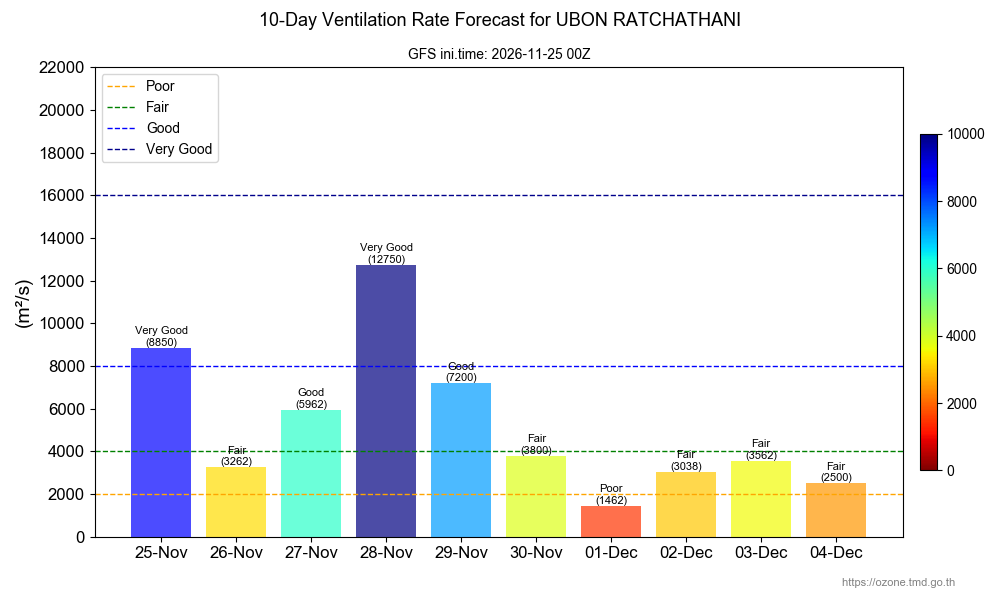 10-Day Ventilation Rate Forecast for UBON RATCHATHANI
GFS ini.time: 2026-11-25 00Z
(m²/s)
22000
20000
18000
16000
14000
12000
10000
8000
6000
4000
2000
0
Poor
Fair
Good
Very Good
Very Good
(8850)
Fair
(3262)
Good
(5962)
Very Good
(12750)
Good
(7200)
Fair
(3800)
Poor
(1462)
Fair
(3038)
Fair
(3562)
Fair
(2500)
25-Nov 26-Nov 27-Nov 28-Nov 29-Nov 30-Nov 01-Dec 02-Dec 03-Dec 04-Dec
10000
8000
6000
4000
2000
0
https://ozone.tmd.go.th